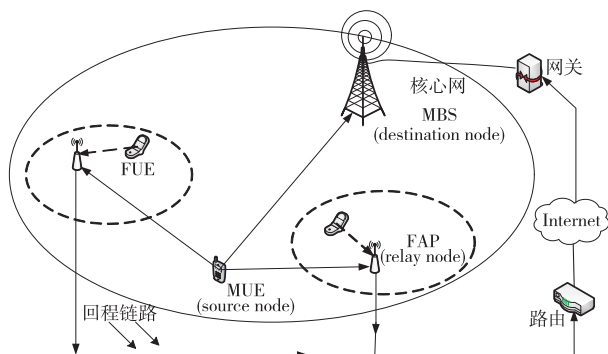 网关
核心网
MBS
(destination node)
FUE
Internet
FAP
(relay node)
MUE
(source node)
回程链路
路由